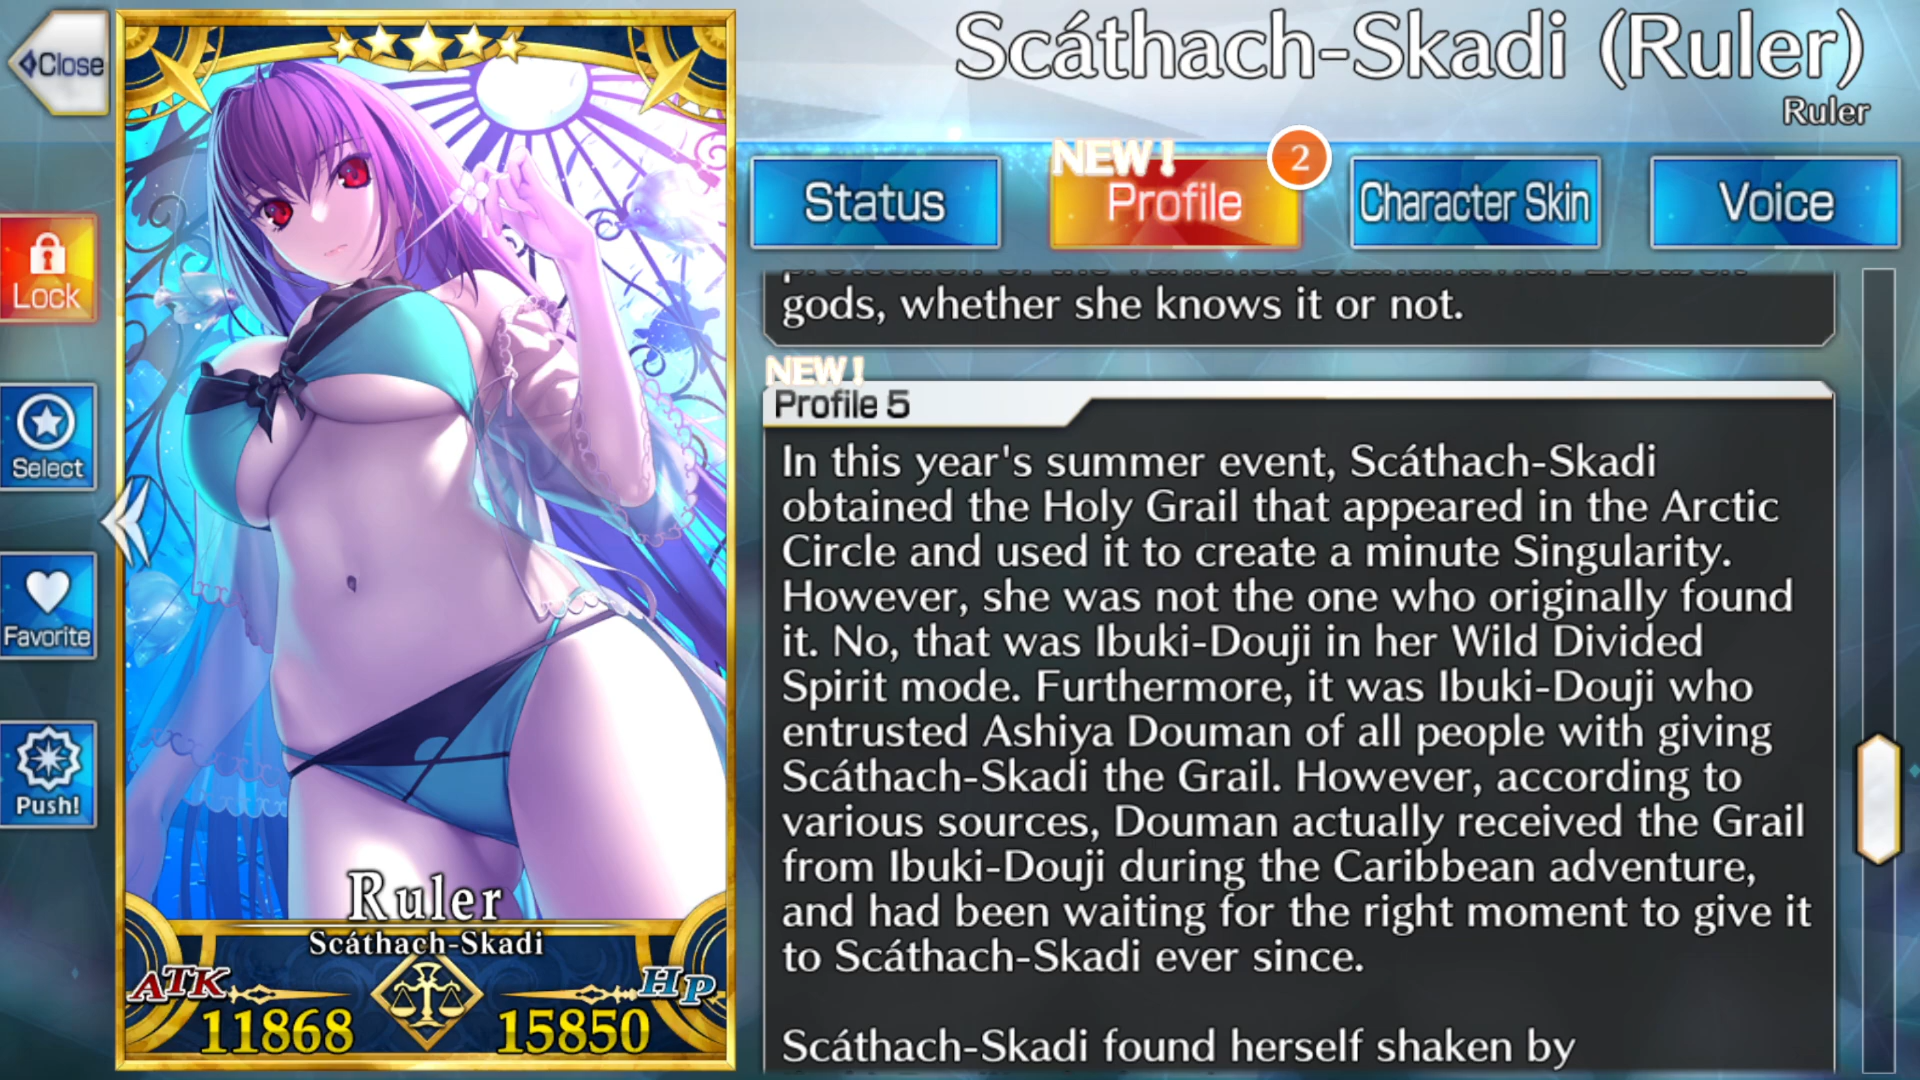 Close
Scáthach-Skadi (Ruler)
Ruler
Lock
Select
Favorite
Push!
Status
NEW!
Profile
2
Character Skin
Voice
gods, whether she knows it or not.
NEW!
Profile 5
In this year's summer event, Scáthach-Skadi
obtained the Holy Grail that appeared in the Arctic
Circle and used it to create a minute Singularity.
However, she was not the one who originally found
it. No, that was Ibuki-Douji in her Wild Divided
Spirit mode. Furthermore, it was Ibuki-Douji who
entrusted Ashiya Douman of all people with giving
Scáthach-Skadi the Grail. However, according to
various sources, Douman actually received the Grail
from Ibuki-Douji during the Caribbean adventure,
and had been waiting for the right moment to give it
to Scáthach-Skadi ever since.
Scáthach-Skadi found herself shaken by
Ruler
Scáthach-Skadi
ATK
11868
HP
15850